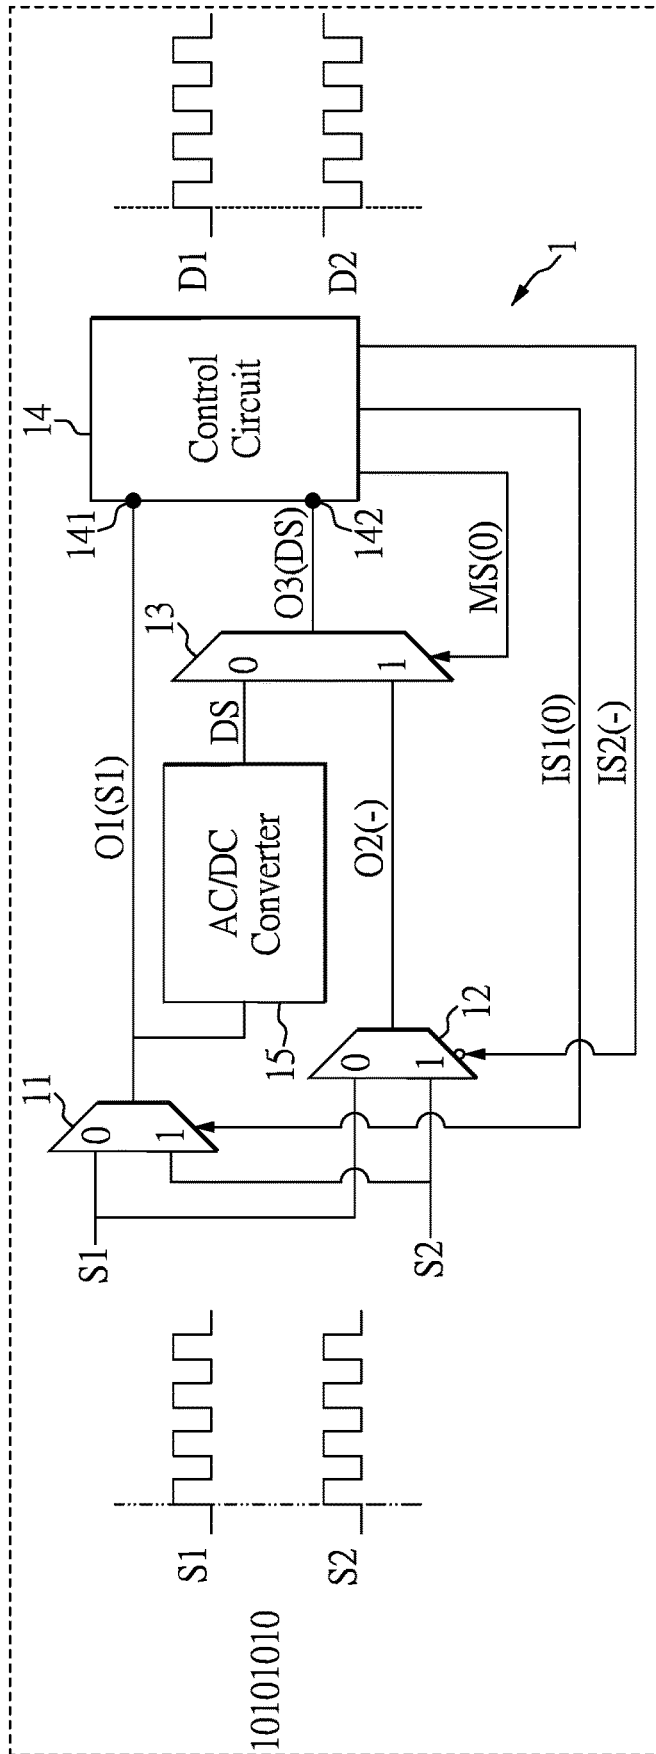 10101010
S1
S2
S1
S2
11
0
1
12
0
1
O1(S1)
15
AC/DC
Converter
DS
O2(-)
13
0
1
O3(DS)
141
142
14
Control
Circuit
MS(0)
IS1(0)
IS2(-)
D1
D2
1